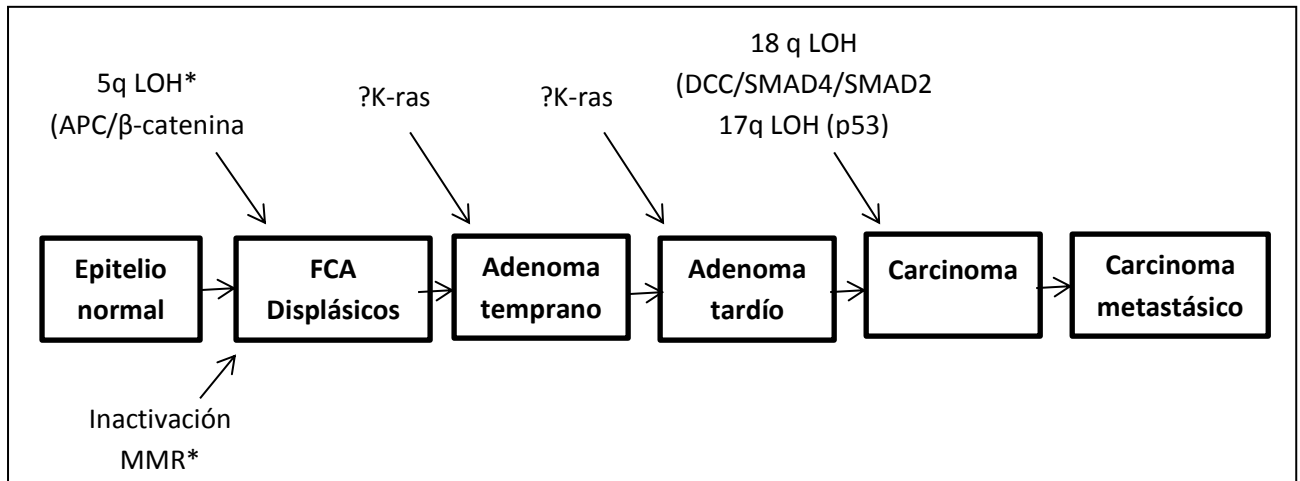 5q LOH*
(APC/β-catenina
?K-ras
?K-ras
18 q LOH
(DCC/SMAD4/SMAD2
17q LOH (p53)
Epitelio
normal
FCA
Displásicos
Adenoma
temprano
Adenoma
tardío
Carcinoma
Carcinoma
metastásico
Inactivación
MMR*